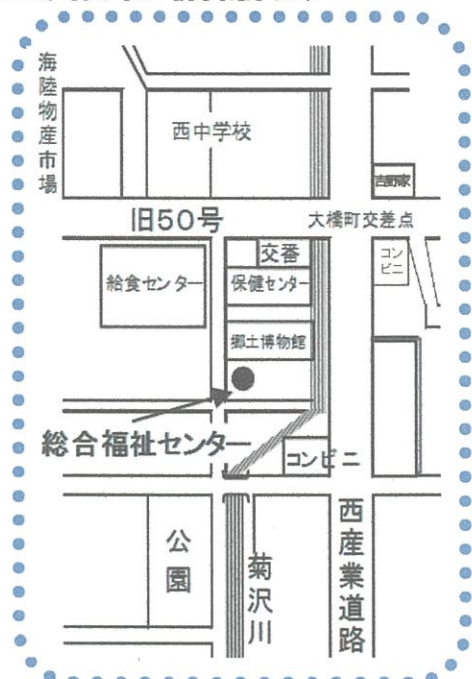 海陸物産市場
西中学校
吉野家
旧50号
大橋町交差点
交番
コンビニ
給食センター
保健センター
郷土博物館
総合福祉センター
コンビニ
公園
菊沢川
西産業道路